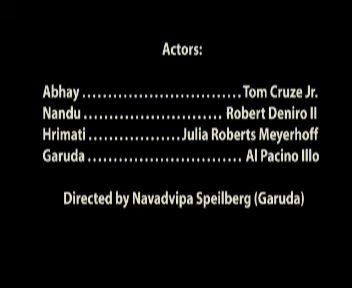 Actors:
Abhay ............................... Tom Cruze Jr.
Nandu ........................... Robert Deniro II
Hrimati .................. Julia Roberts Meyerhoff
Garuda .............................. Al Pacino IIIo
Directed by Navadvipa Speilberg (Garuda)